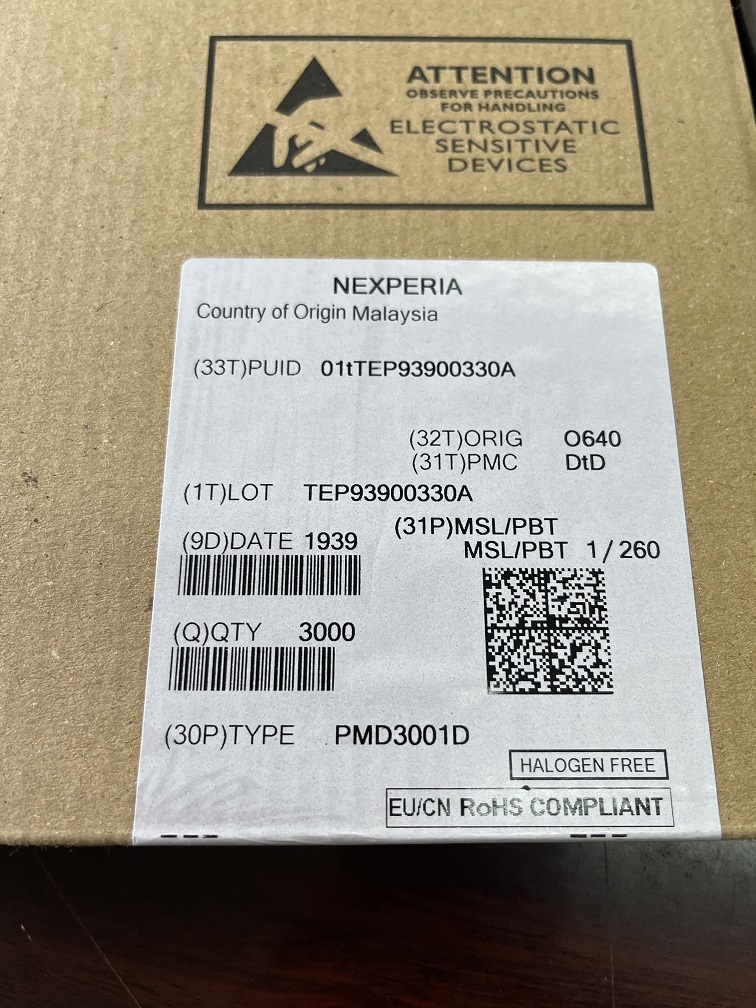 ATTENTION
OBSERVE PRECAUTIONS
FOR HANDLING
ELECTROSTATIC
SENSITIVE
DEVICES
NEXPERIA
Country of Origin Malaysia
(33T)PUID 01tTEP93900330A
(32T)ORIG O640
(31T)PMC DtD
(1T)LOT TEP93900330A
(31P)MSL/PBT
(9D)DATE 1939
MSL/PBT 1/260
(Q)QTY 3000
(30P)TYPE PMD3001D
HALOGEN FREE
EU/CN RoHS COMPLIANT